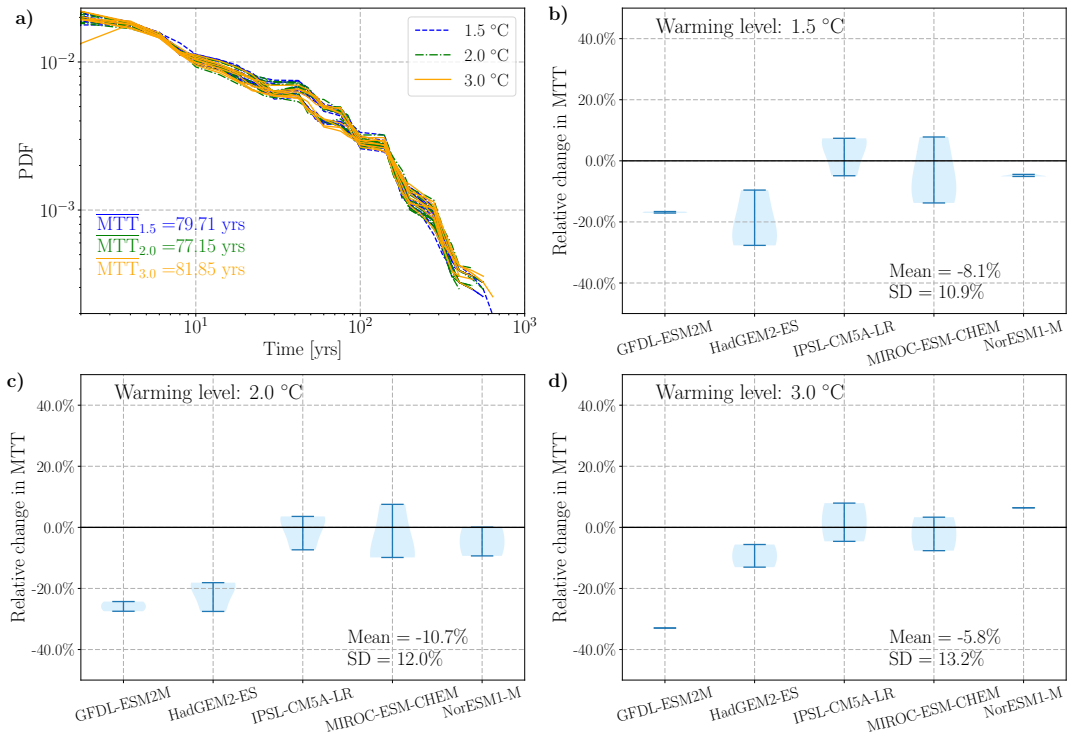 a)
PDF
10⁻²
10⁻³
1.5 °C
2.0 °C
3.0 °C
MTT₁.₅ =79.71 yrs
MTT₂.₀ =77.15 yrs
MTT₃.₀ =81.85 yrs
10¹
10²
10³
Time [yrs]
b)
Warming level: 1.5 °C
Relative change in MTT
40.0%
20.0%
0.0%
-20.0%
-40.0%
Mean = -8.1%
SD = 10.9%
GFDL-ESM2M
HadGEM2-ES
IPSL-CM5A-LR
MIROC-ESM-CHEM
NorESM1-M
c)
Warming level: 2.0 °C
Relative change in MTT
40.0%
20.0%
0.0%
-20.0%
-40.0%
Mean = -10.7%
SD = 12.0%
GFDL-ESM2M
HadGEM2-ES
IPSL-CM5A-LR
MIROC-ESM-CHEM
NorESM1-M
d)
Warming level: 3.0 °C
Relative change in MTT
40.0%
20.0%
0.0%
-20.0%
-40.0%
Mean = -5.8%
SD = 13.2%
GFDL-ESM2M
HadGEM2-ES
IPSL-CM5A-LR
MIROC-ESM-CHEM
NorESM1-M